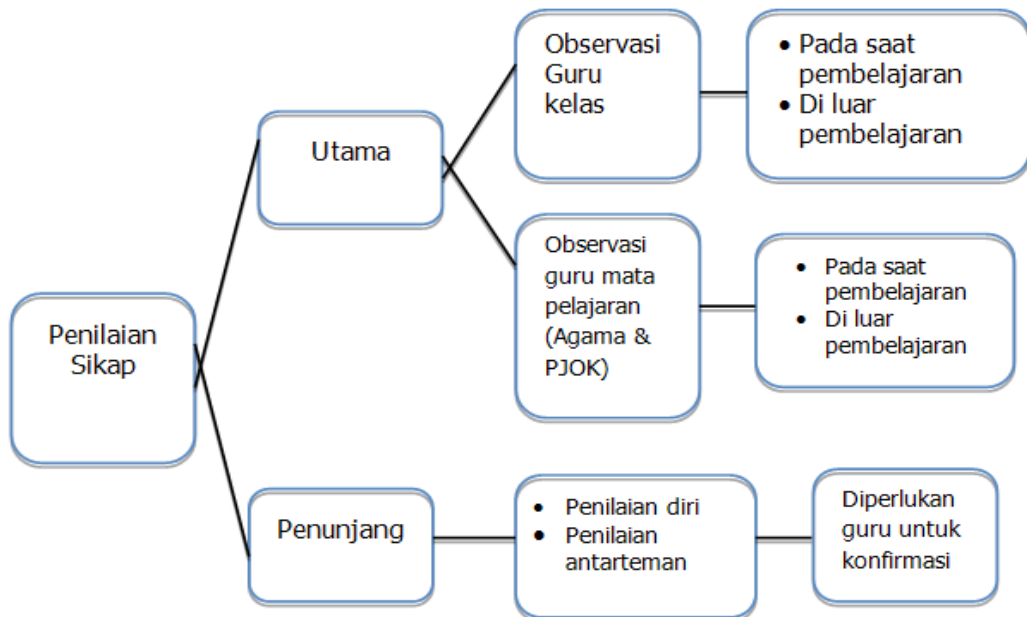 Penilaian
Sikap
Utama
Observasi
Guru
kelas
• Pada saat
pembelajaran
• Di luar
pembelajaran
Observasi
guru mata
pelajaran
(Agama &
PJOK)
• Pada saat
pembelajaran
• Di luar
pembelajaran
Penunjang
• Penilaian diri
• Penilaian
antarteman
Diperlukan
guru untuk
konfirmasi